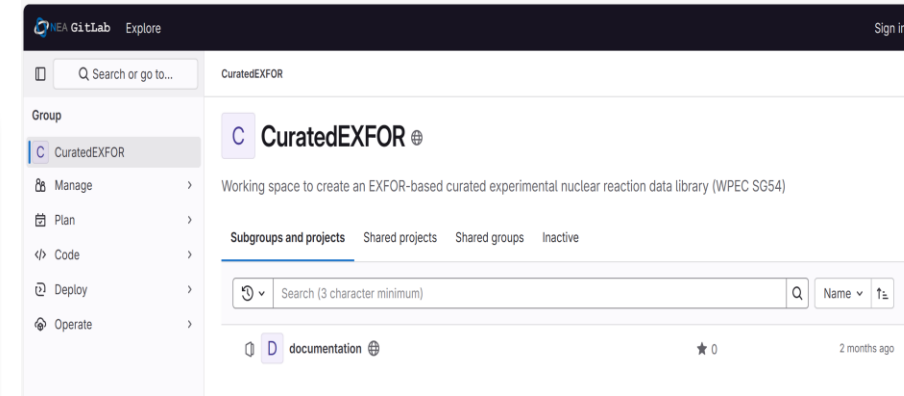 NEA GitLab Explore Sign in
Search or go to... CuratedEXFOR
Group
C CuratedEXFOR
C CuratedEXFOR
Manage
Working space to create an EXFOR-based curated experimental nuclear reaction data library (WPEC SG54)
Plan
Subgroups and projects Shared projects Shared groups Inactive
Code
Deploy
Search (3 character minimum) Name
Operate
D documentation 0 2 months ago